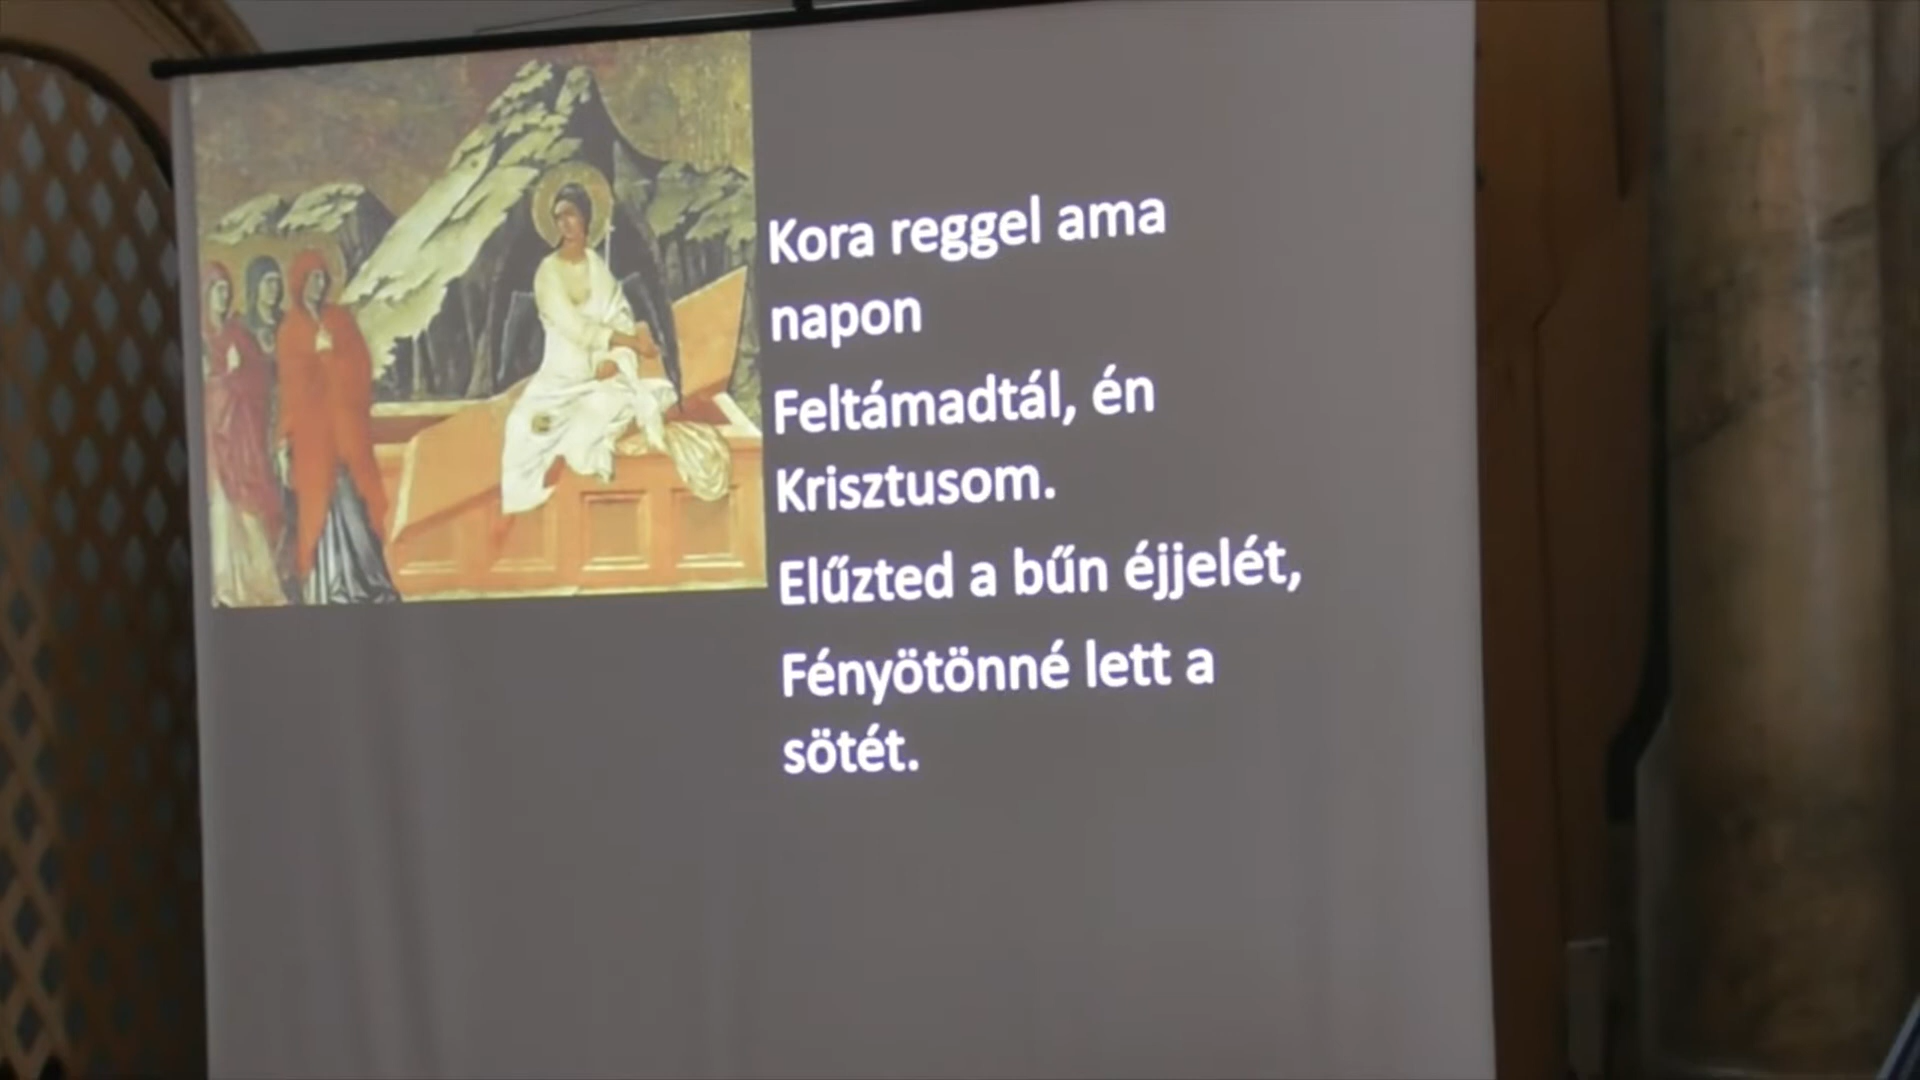 Kora reggel ama
napon
Feltámadtál, én
Krisztusom.
Elűzted a bűn éjjelét,
Fényötönné lett a
sötét.